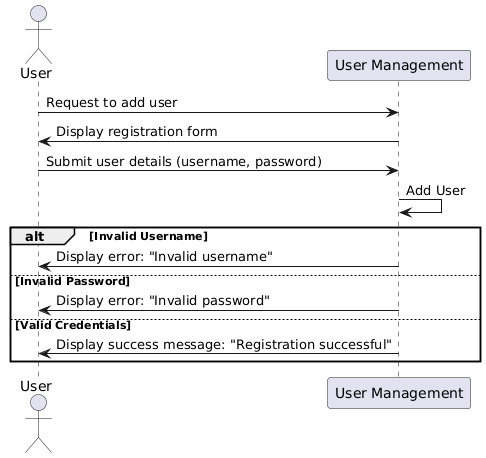 User
User Management
Request to add user
Display registration form
Submit user details (username, password)
Add User
alt [Invalid Username]
Display error: "Invalid username"
[Invalid Password]
Display error: "Invalid password"
[Valid Credentials]
Display success message: "Registration successful"
User
User Management